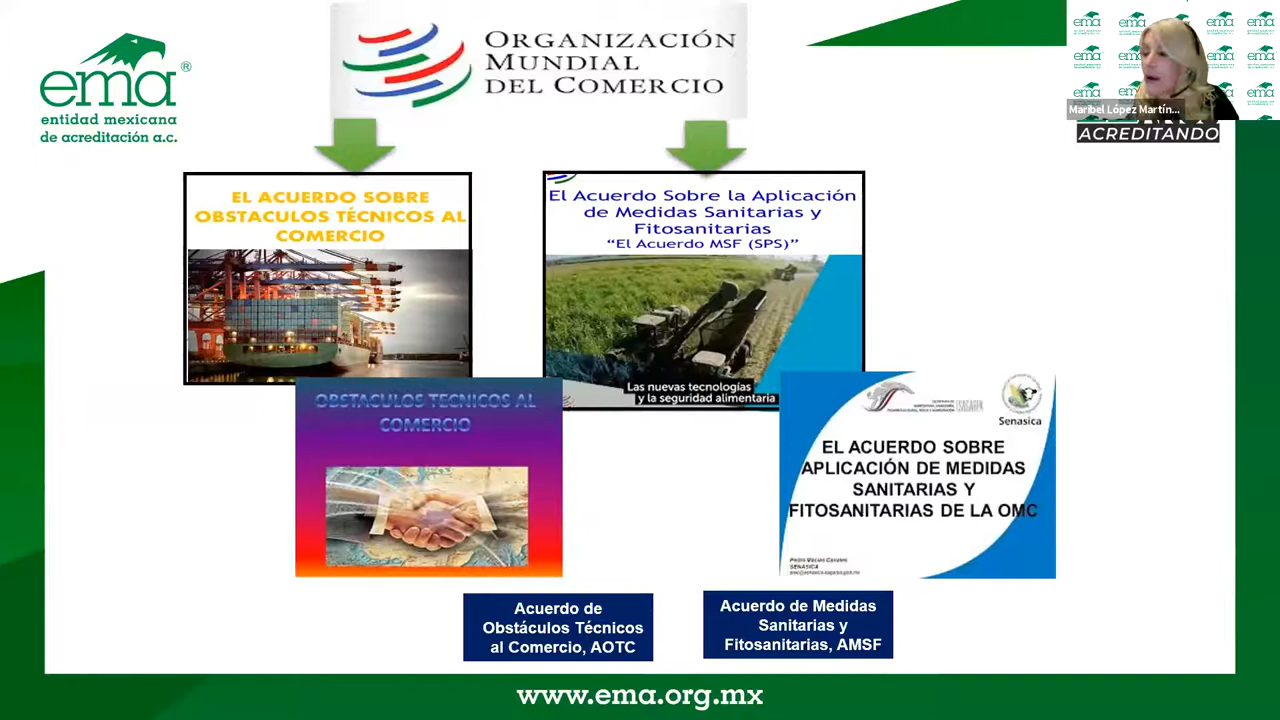 ema®
entidad mexicana
de acreditación a.c.
ORGANIZACIÓN
MUNDIAL
DEL COMERCIO
Maribel López Martín...
ACREDITANDO
EL ACUERDO SOBRE
OBSTACULOS TÉCNICOS AL
COMERCIO
El Acuerdo Sobre la Aplicación
de Medidas Sanitarias y
Fitosanitarias
“El Acuerdo MSF (SPS)”
Las nuevas tecnologías
y la seguridad alimentaria
OBSTACULOS TECNICOS AL
COMERCIO
Senasica
EL ACUERDO SOBRE
APLICACIÓN DE MEDIDAS
SANITARIAS Y
FITOSANITARIAS DE LA OMC
SENASICA
Acuerdo de
Obstáculos Técnicos
al Comercio, AOTC
Acuerdo de Medidas
Sanitarias y
Fitosanitarias, AMSF
www.ema.org.mx